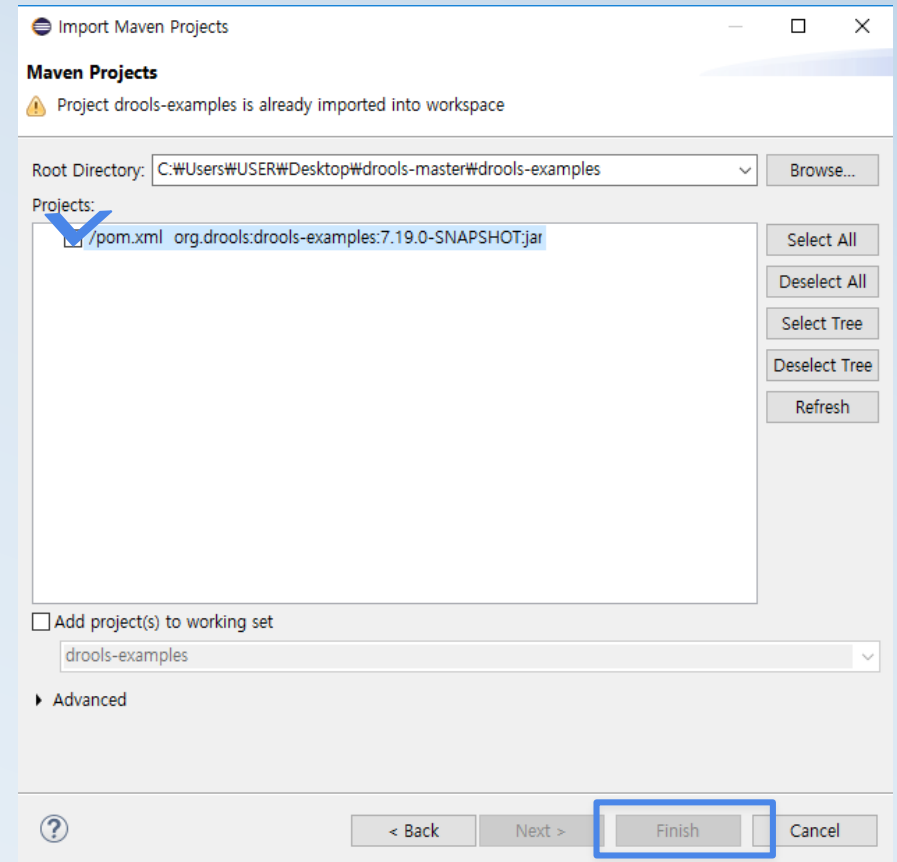 Import Maven Projects
Maven Projects
Project drools-examples is already imported into workspace
Root Directory: C:₩Users₩USER₩Desktop₩drools-master₩drools-examples
Browse...
Projects:
/pom.xml org.drools:drools-examples:7.19.0-SNAPSHOT:jar
Select All
Deselect All
Select Tree
Deselect Tree
Refresh
Add project(s) to working set
drools-examples
Advanced
? < Back Next > Finish Cancel